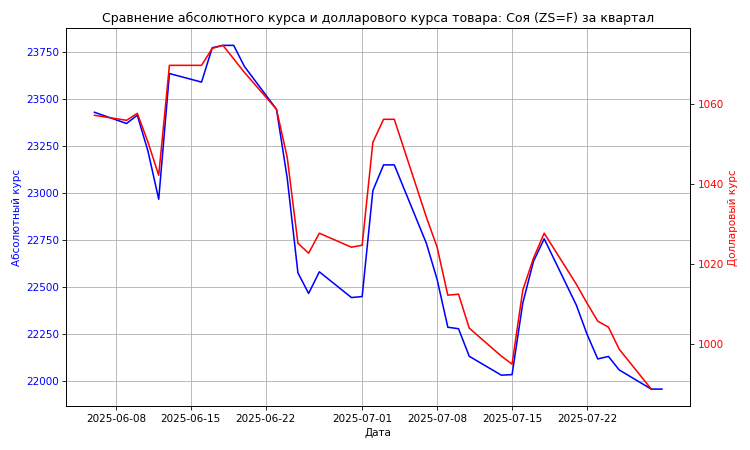 Сравнение абсолютного курса и долларового курса товара: Соя (ZS=F) за квартал
23750
23500
23250
23000
22750
22500
22250
22000
Абсолютный курс
1060
1040
1020
1000
Долларовый курс
2025-06-08 2025-06-15 2025-06-22 2025-07-01 2025-07-08 2025-07-15 2025-07-22
Дата